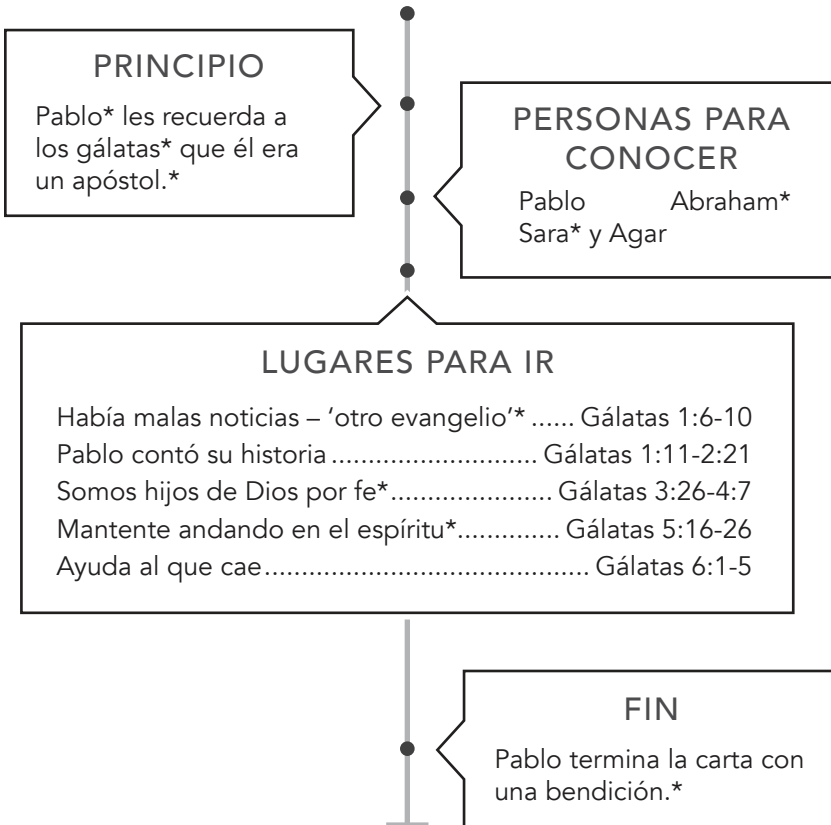 PRINCIPIO
Pablo* les recuerda a
los gálatas* que él era
un apóstol.*
PERSONAS PARA
CONOCER
Pablo Abraham*
Sara* y Agar
LUGARES PARA IR
Había malas noticias – 'otro evangelio'* ...... Gálatas 1:6-10
Pablo contó su historia ............................ Gálatas 1:11-2:21
Somos hijos de Dios por fe*...................... Gálatas 3:26-4:7
Mantente andando en el espíritu*.............. Gálatas 5:16-26
Ayuda al que cae........................................ Gálatas 6:1-5
FIN
Pablo termina la carta con
una bendición.*